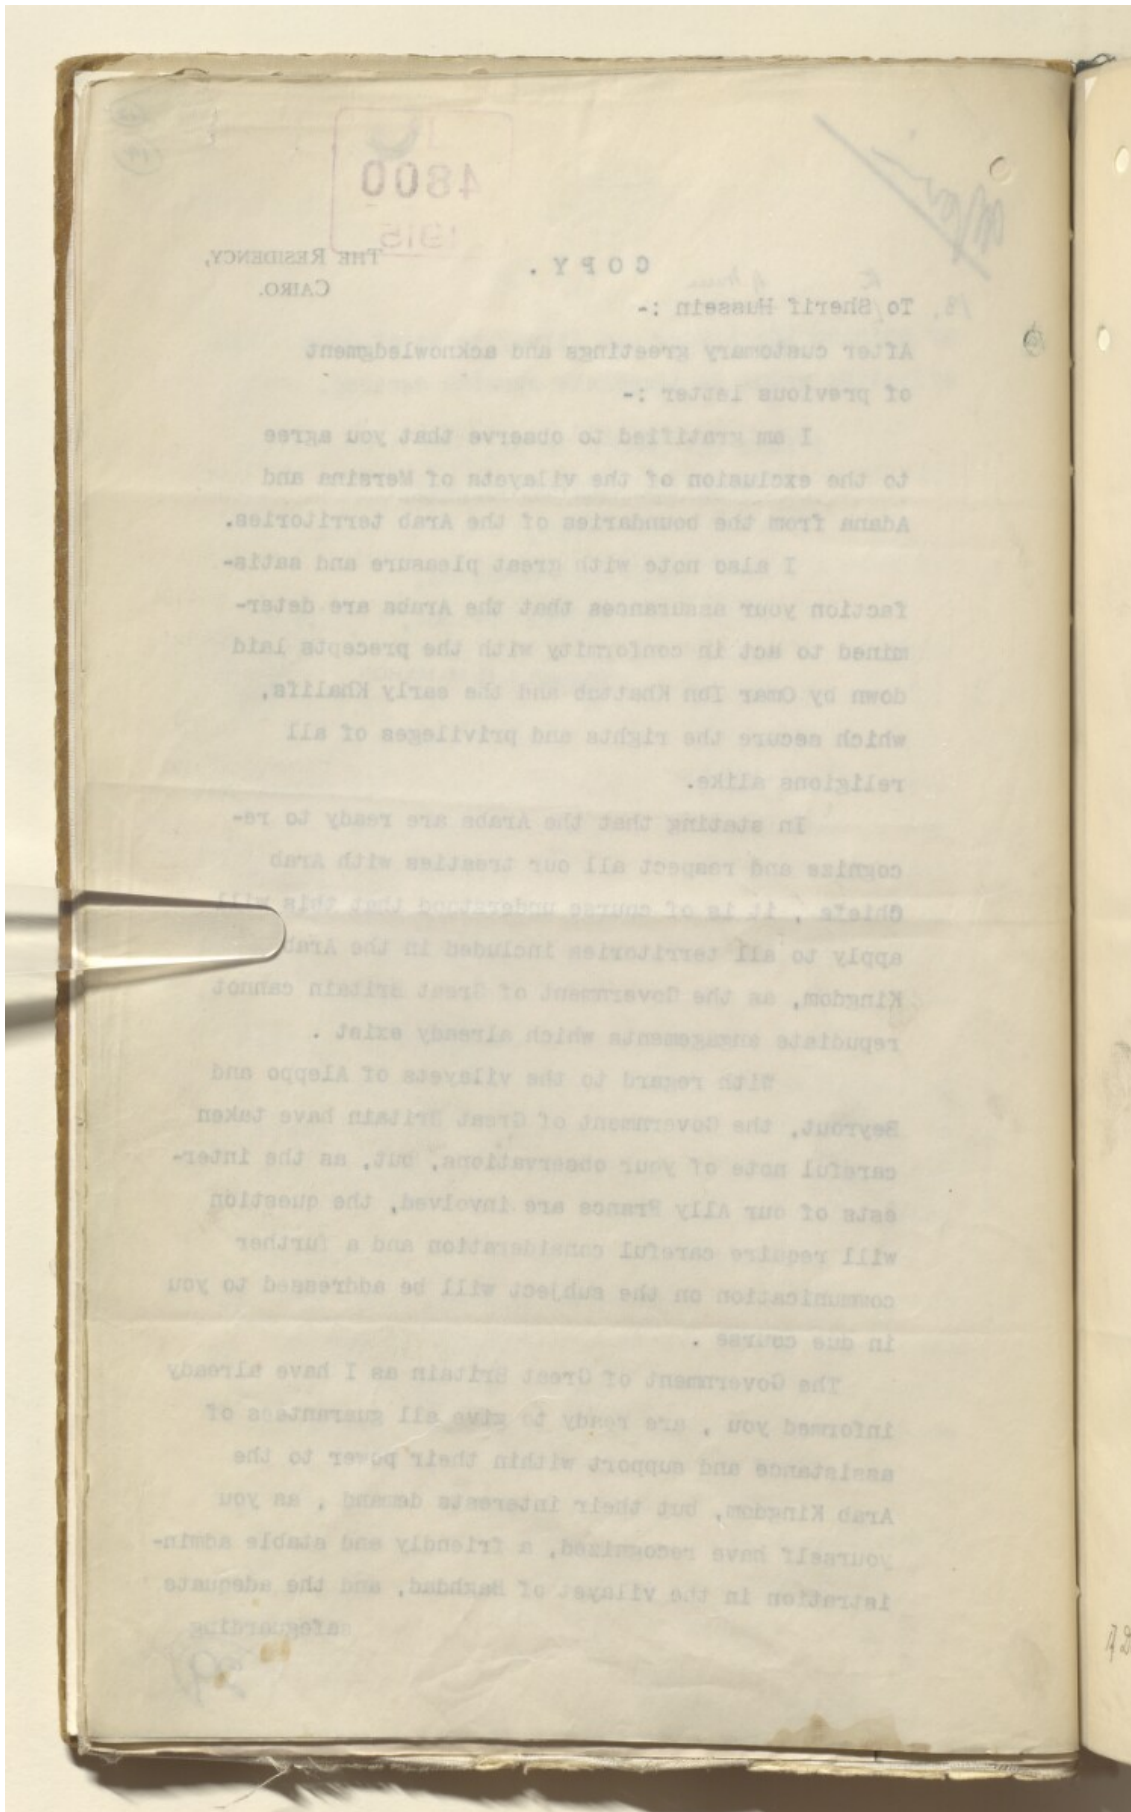 4800
1915
THE RESIDENCY,
CAIRO.
COPY.
To Sherif Hussein :-
After customary greetings and acknowledgment
of previous letter :-
I am gratified to observe that you agree
to the exclusion of the vilayets of Mersina and
Adana from the boundaries of the Arab territories.
I also note with great pleasure and satis-
faction your assurances that the Arabs are deter-
mined to act in conformity with the precepts laid
down by Omar Ibn Khattab and the early Khalifs,
which secure the rights and privileges of all
religions alike.
In stating that the Arabs are ready to re-
cognize and respect all our treaties with Arab
Chiefs , it is of course understood that this will
apply to all territories included in the Arab
Kingdom, as the Government of Great Britain cannot
repudiate engagements which already exist .
With regard to the vilayets of Aleppo and
Beyrout, the Government of Great Britain have taken
careful note of your observations, but, as the inter-
ests of our Ally France are involved, the question
will require careful consideration and a further
communication on the subject will be addressed to you
in due course .
The Government of Great Britain as I have already
informed you , are ready to give all guarantees of
assistance and support within their power to the
Arab Kingdom, but their interests demand , as you
yourself have recognized, a friendly and stable admin-
istration in the vilayet of Baghdad, and the adequate
safeguarding